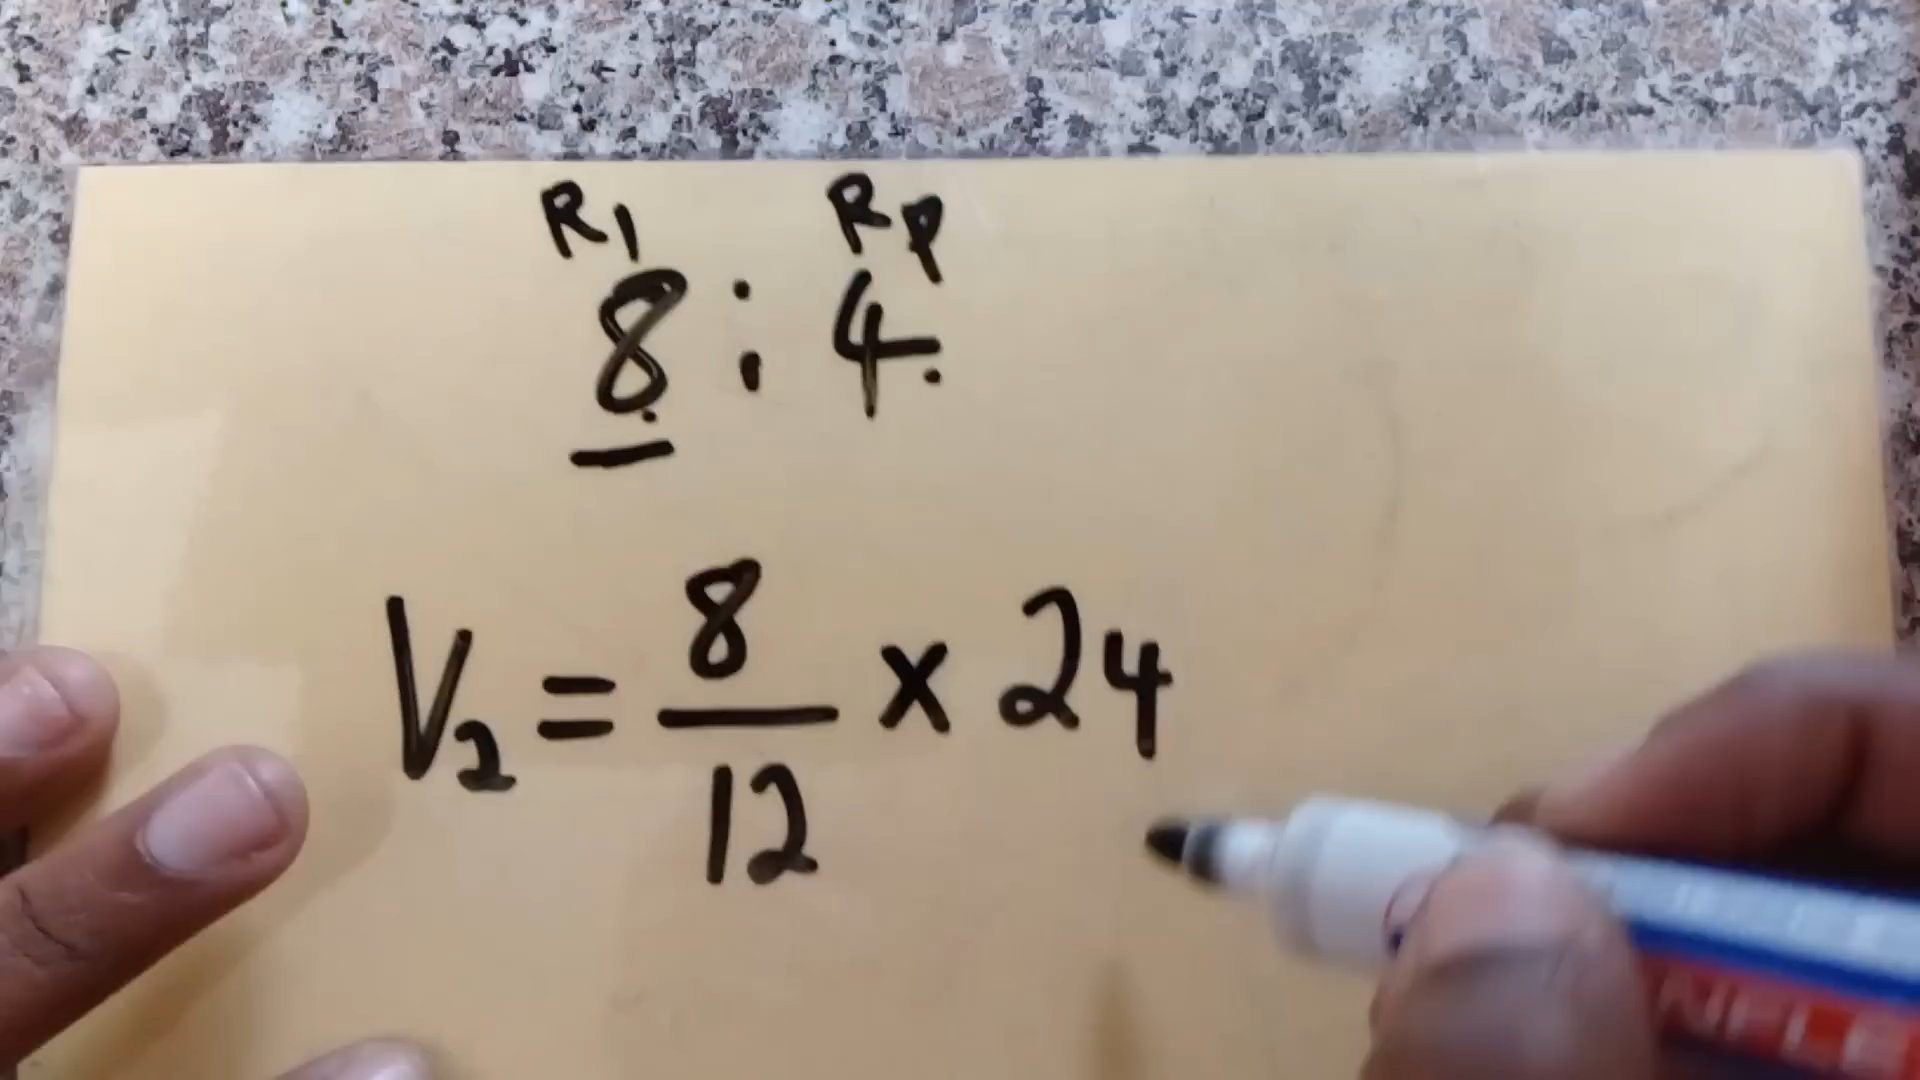 R₁ Rₚ
8 : 4
V₂ = 8/12 × 24